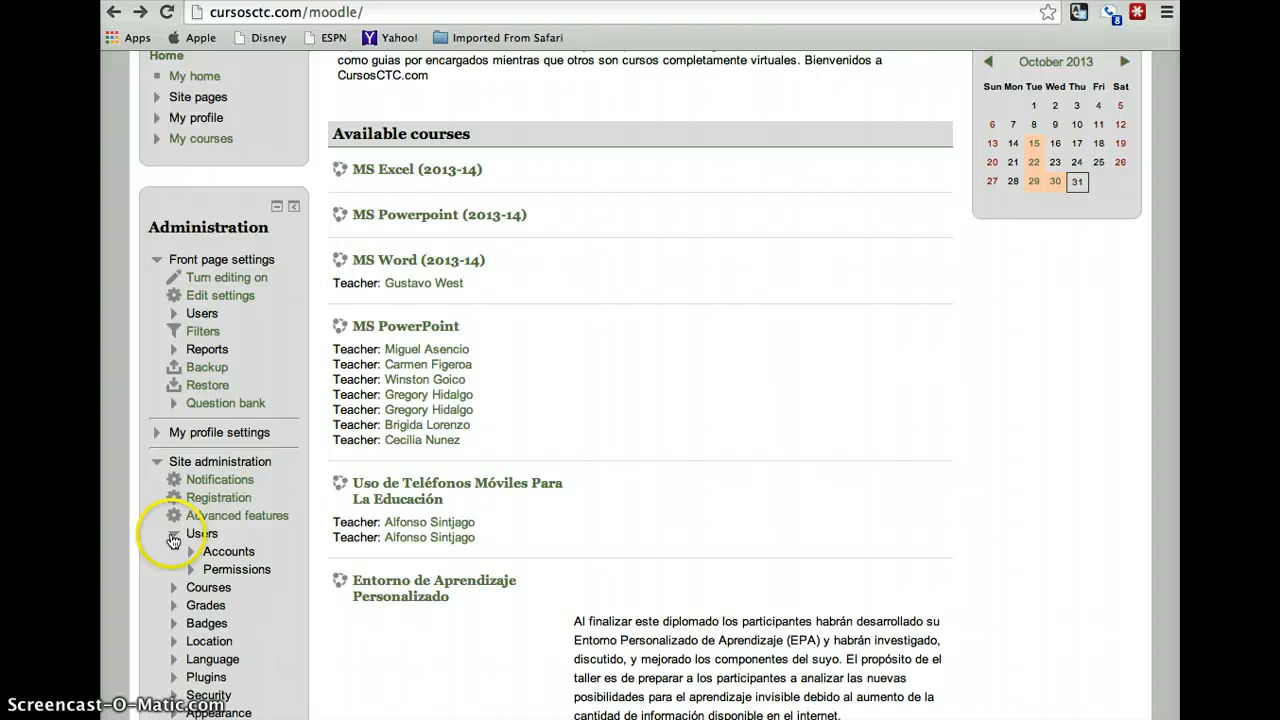 cursosctc.com/moodle/
8
Apps Apple Disney ESPN Yahoo! Imported From Safari
Home
My home
Site pages
My profile
My courses
Administration
Front page settings
Turn editing on
Edit settings
Users
Filters
Reports
Backup
Restore
Question bank
My profile settings
Site administration
Notifications
Registration
Advanced features
Users
Accounts
Permissions
Courses
Grades
Badges
Location
Language
Plugins
Security
Appearance
como guias por encargados mientras que otros son cursos completamente virtuales. Bienvenidos a
CursosCTC.com
Available courses
MS Excel (2013-14)
MS Powerpoint (2013-14)
MS Word (2013-14)
Teacher: Gustavo West
MS PowerPoint
Teacher: Miguel Asencio
Teacher: Carmen Figeroa
Teacher: Winston Goico
Teacher: Gregory Hidalgo
Teacher: Gregory Hidalgo
Teacher: Brigida Lorenzo
Teacher: Cecilia Nunez
Uso de Teléfonos Móviles Para
La Educación
Teacher: Alfonso Sintjago
Teacher: Alfonso Sintjago
Entorno de Aprendizaje
Personalizado
Al finalizar este diplomado los participantes habrán desarrollado su
Entorno Personalizado de Aprendizaje (EPA) y habrán investigado,
discutido, y mejorado los componentes del suyo. El propósito de el
taller es de preparar a los participantes a analizar las nuevas
posibilidades para el aprendizaje invisible debido al aumento de la
cantidad de información disponible en el internet.
October 2013
Sun Mon Tue Wed Thu Fri Sat
1 2 3 4 5
6 7 8 9 10 11 12
13 14 15 16 17 18 19
20 21 22 23 24 25 26
27 28 29 30 31
Screencast-O-Matic.com